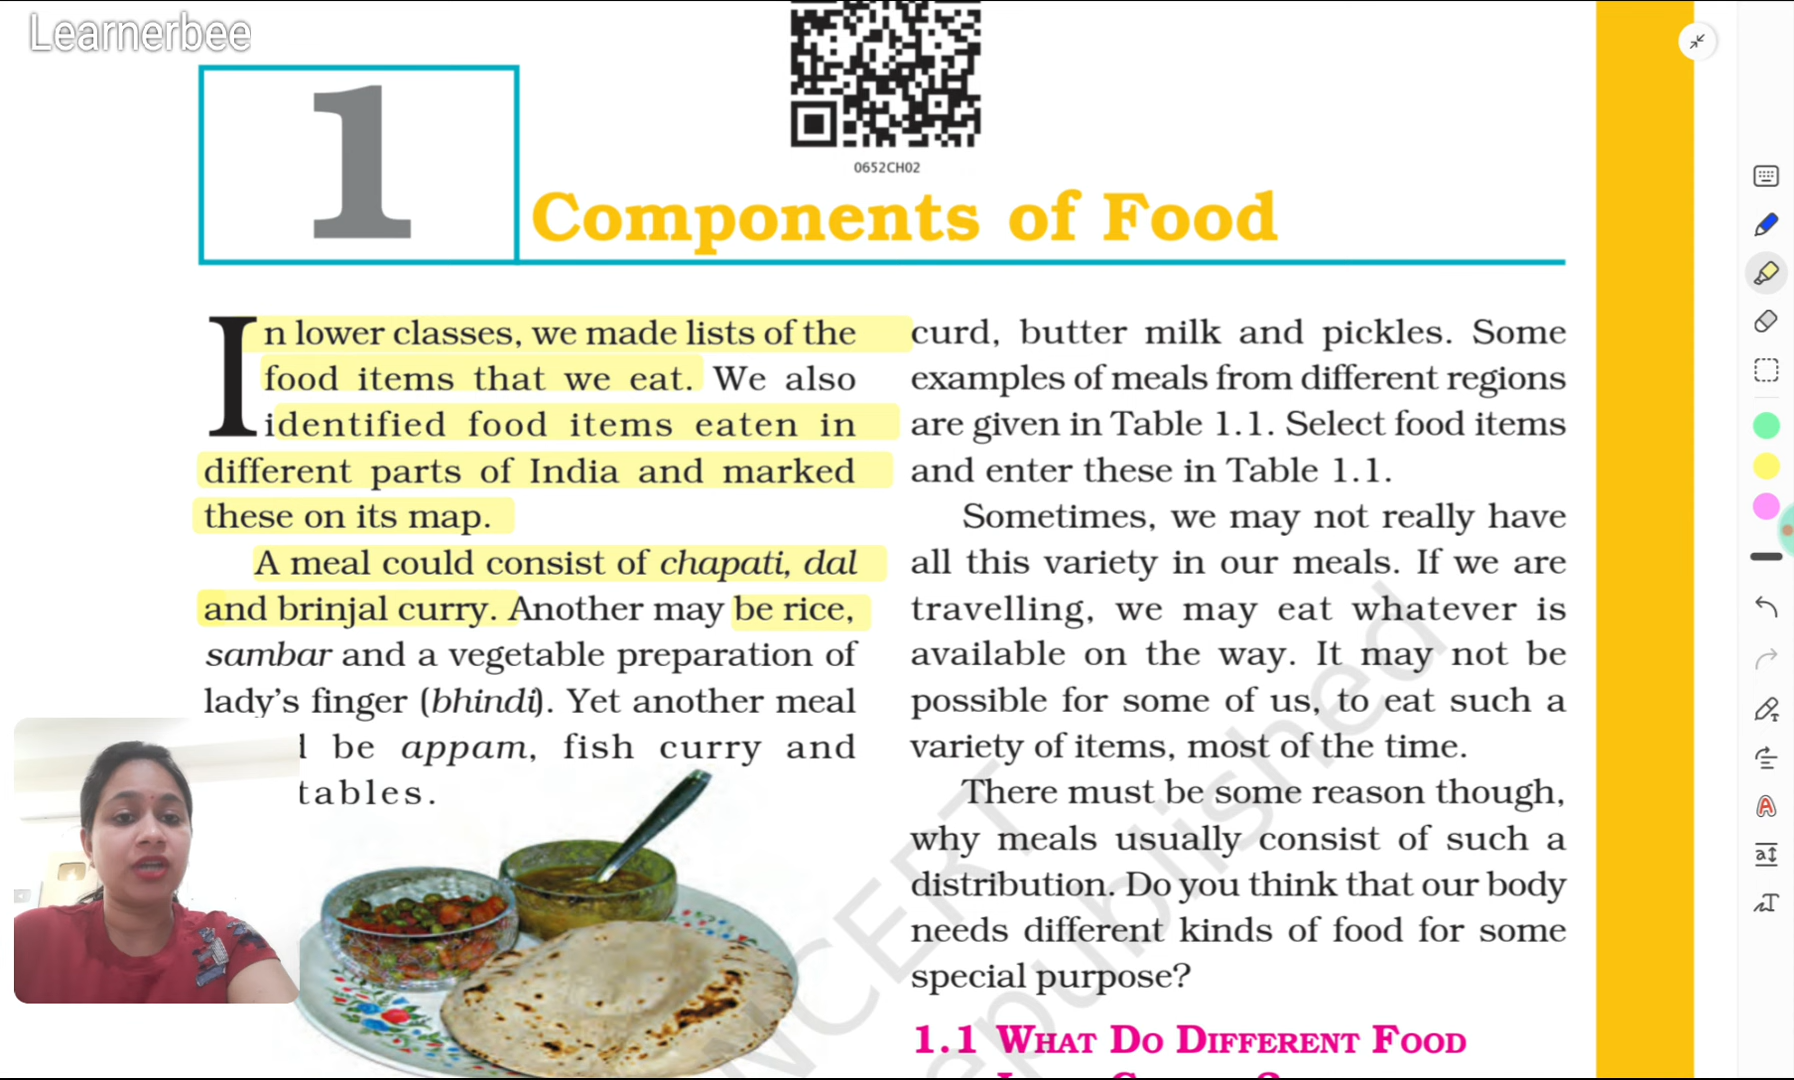 Learnerbee
1
0652CH02
Components of Food
In lower classes, we made lists of the
food items that we eat. We also
identified food items eaten in
different parts of India and marked
these on its map.
A meal could consist of chapati, dal
and brinjal curry. Another may be rice,
sambar and a vegetable preparation of
lady's finger (bhindi). Yet another meal
be appam, fish curry and
tables.
curd, butter milk and pickles. Some
examples of meals from different regions
are given in Table 1.1. Select food items
and enter these in Table 1.1.
Sometimes, we may not really have
all this variety in our meals. If we are
travelling, we may eat whatever is
available on the way. It may not be
possible for some of us, to eat such a
variety of items, most of the time.
There must be some reason though,
why meals usually consist of such a
distribution. Do you think that our body
needs different kinds of food for some
special purpose?
1.1 WHAT DO DIFFERENT FOOD
NCERT
republished